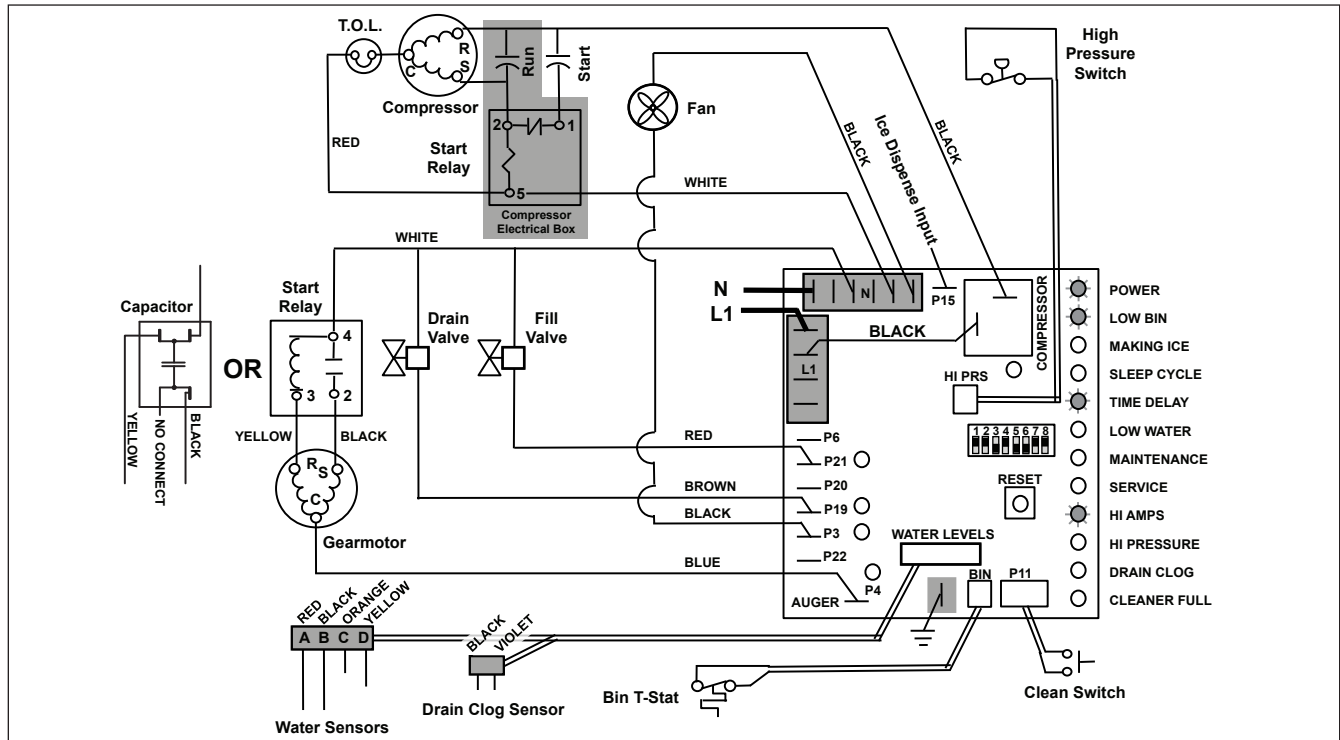 T.O.L.
R
S
C
Compressor
RED
Run
Start
2
1
Start
Relay
5
Compressor
Electrical Box
Fan
BLACK
Ice Dispense Input
BLACK
High
Pressure
Switch
WHITE
WHITE
Capacitor
YELLOW
NO CONNECT
BLACK
OR
Start
Relay
4
3
2
YELLOW
BLACK
R
S
C
Gearmotor
Drain
Valve
Fill
Valve
N
L1
N
P15
L1
BLACK
COMPRESSOR
HI PRS
1 2 3 4 5 6 7 8
RESET
RED
P6
P21
P20
BROWN
P19
BLACK
P3
P22
BLUE
P4
AUGER
WATER LEVELS
BIN
P11
POWER
LOW BIN
MAKING ICE
SLEEP CYCLE
TIME DELAY
LOW WATER
MAINTENANCE
SERVICE
HI AMPS
HI PRESSURE
DRAIN CLOG
CLEANER FULL
RED
BLACK
ORANGE
YELLOW
A B C D
Water Sensors
BLACK
VIOLET
Drain Clog Sensor
Bin T-Stat
Clean Switch